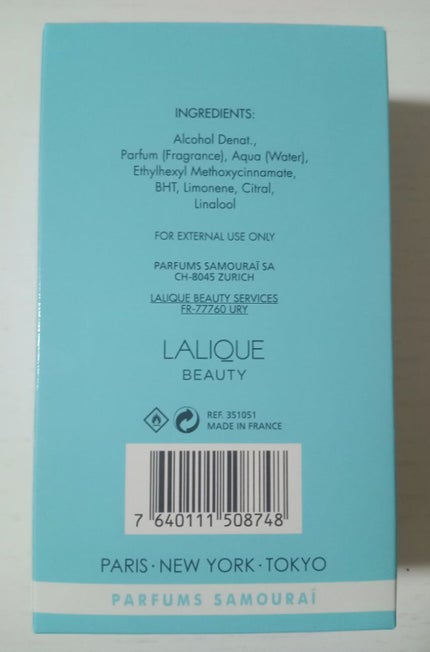 INGREDIENTS:
Alcohol Denat.,
Parfum (Fragrance), Aqua (Water),
Ethylhexyl Methoxycinnamate,
BHT, Limonene, Citral,
Linalool
FOR EXTERNAL USE ONLY
PARFUMS SAMOURAÏ SA
CH-8045 ZURICH
LALIQUE BEAUTY SERVICES
FR-77760 URY
LALIQUE
BEAUTY
REF. 351051
MADE IN FRANCE
7 640111 508748
PARIS · NEW YORK · TOKYO
PARFUMS SAMOURAÏ